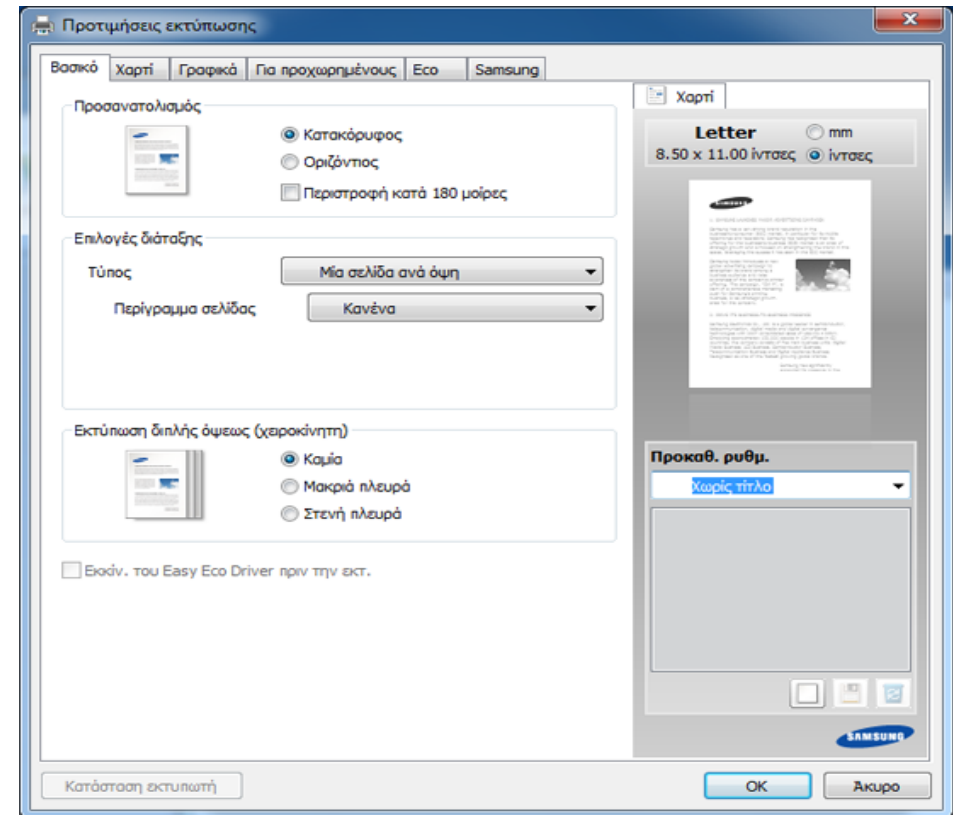 Προτιμήσεις εκτύπωσης
Βασικό Χαρτί Γραφικά Για προχωρημένους Eco Samsung
Προσανατολισμός
Κατακόρυφος
Οριζόντιος
Περιστροφή κατά 180 μοίρες
Επιλογές διάταξης
Τύπος Μία σελίδα ανά όψη
Περίγραμμα σελίδας Κανένα
Εκτύπωση διπλής όψεως (χειροκίνητη)
Καμία
Μακριά πλευρά
Στενή πλευρά
Εκκίν. του Easy Eco Driver πριν την εκτ.
Χαρτί
Letter mm
8.50 x 11.00 ίντσες ίντσες
Προκαθ. ρυθμ.
Χωρίς τίτλο
SAMSUNG
Κατάσταση εκτυπωτή OK Άκυρο